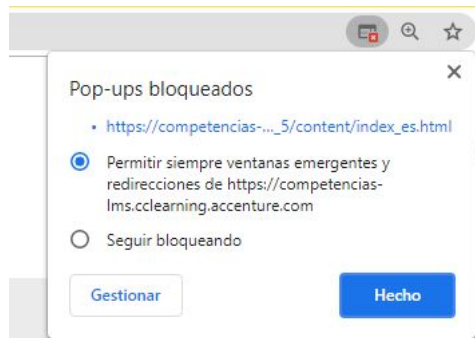 Pop-ups bloqueados
• https://competencias-..._5/content/index_es.html
Permitir siempre ventanas emergentes y
redirecciones de https://competencias-
lms.cclearning.accenture.com
Seguir bloqueando
Gestionar
Hecho